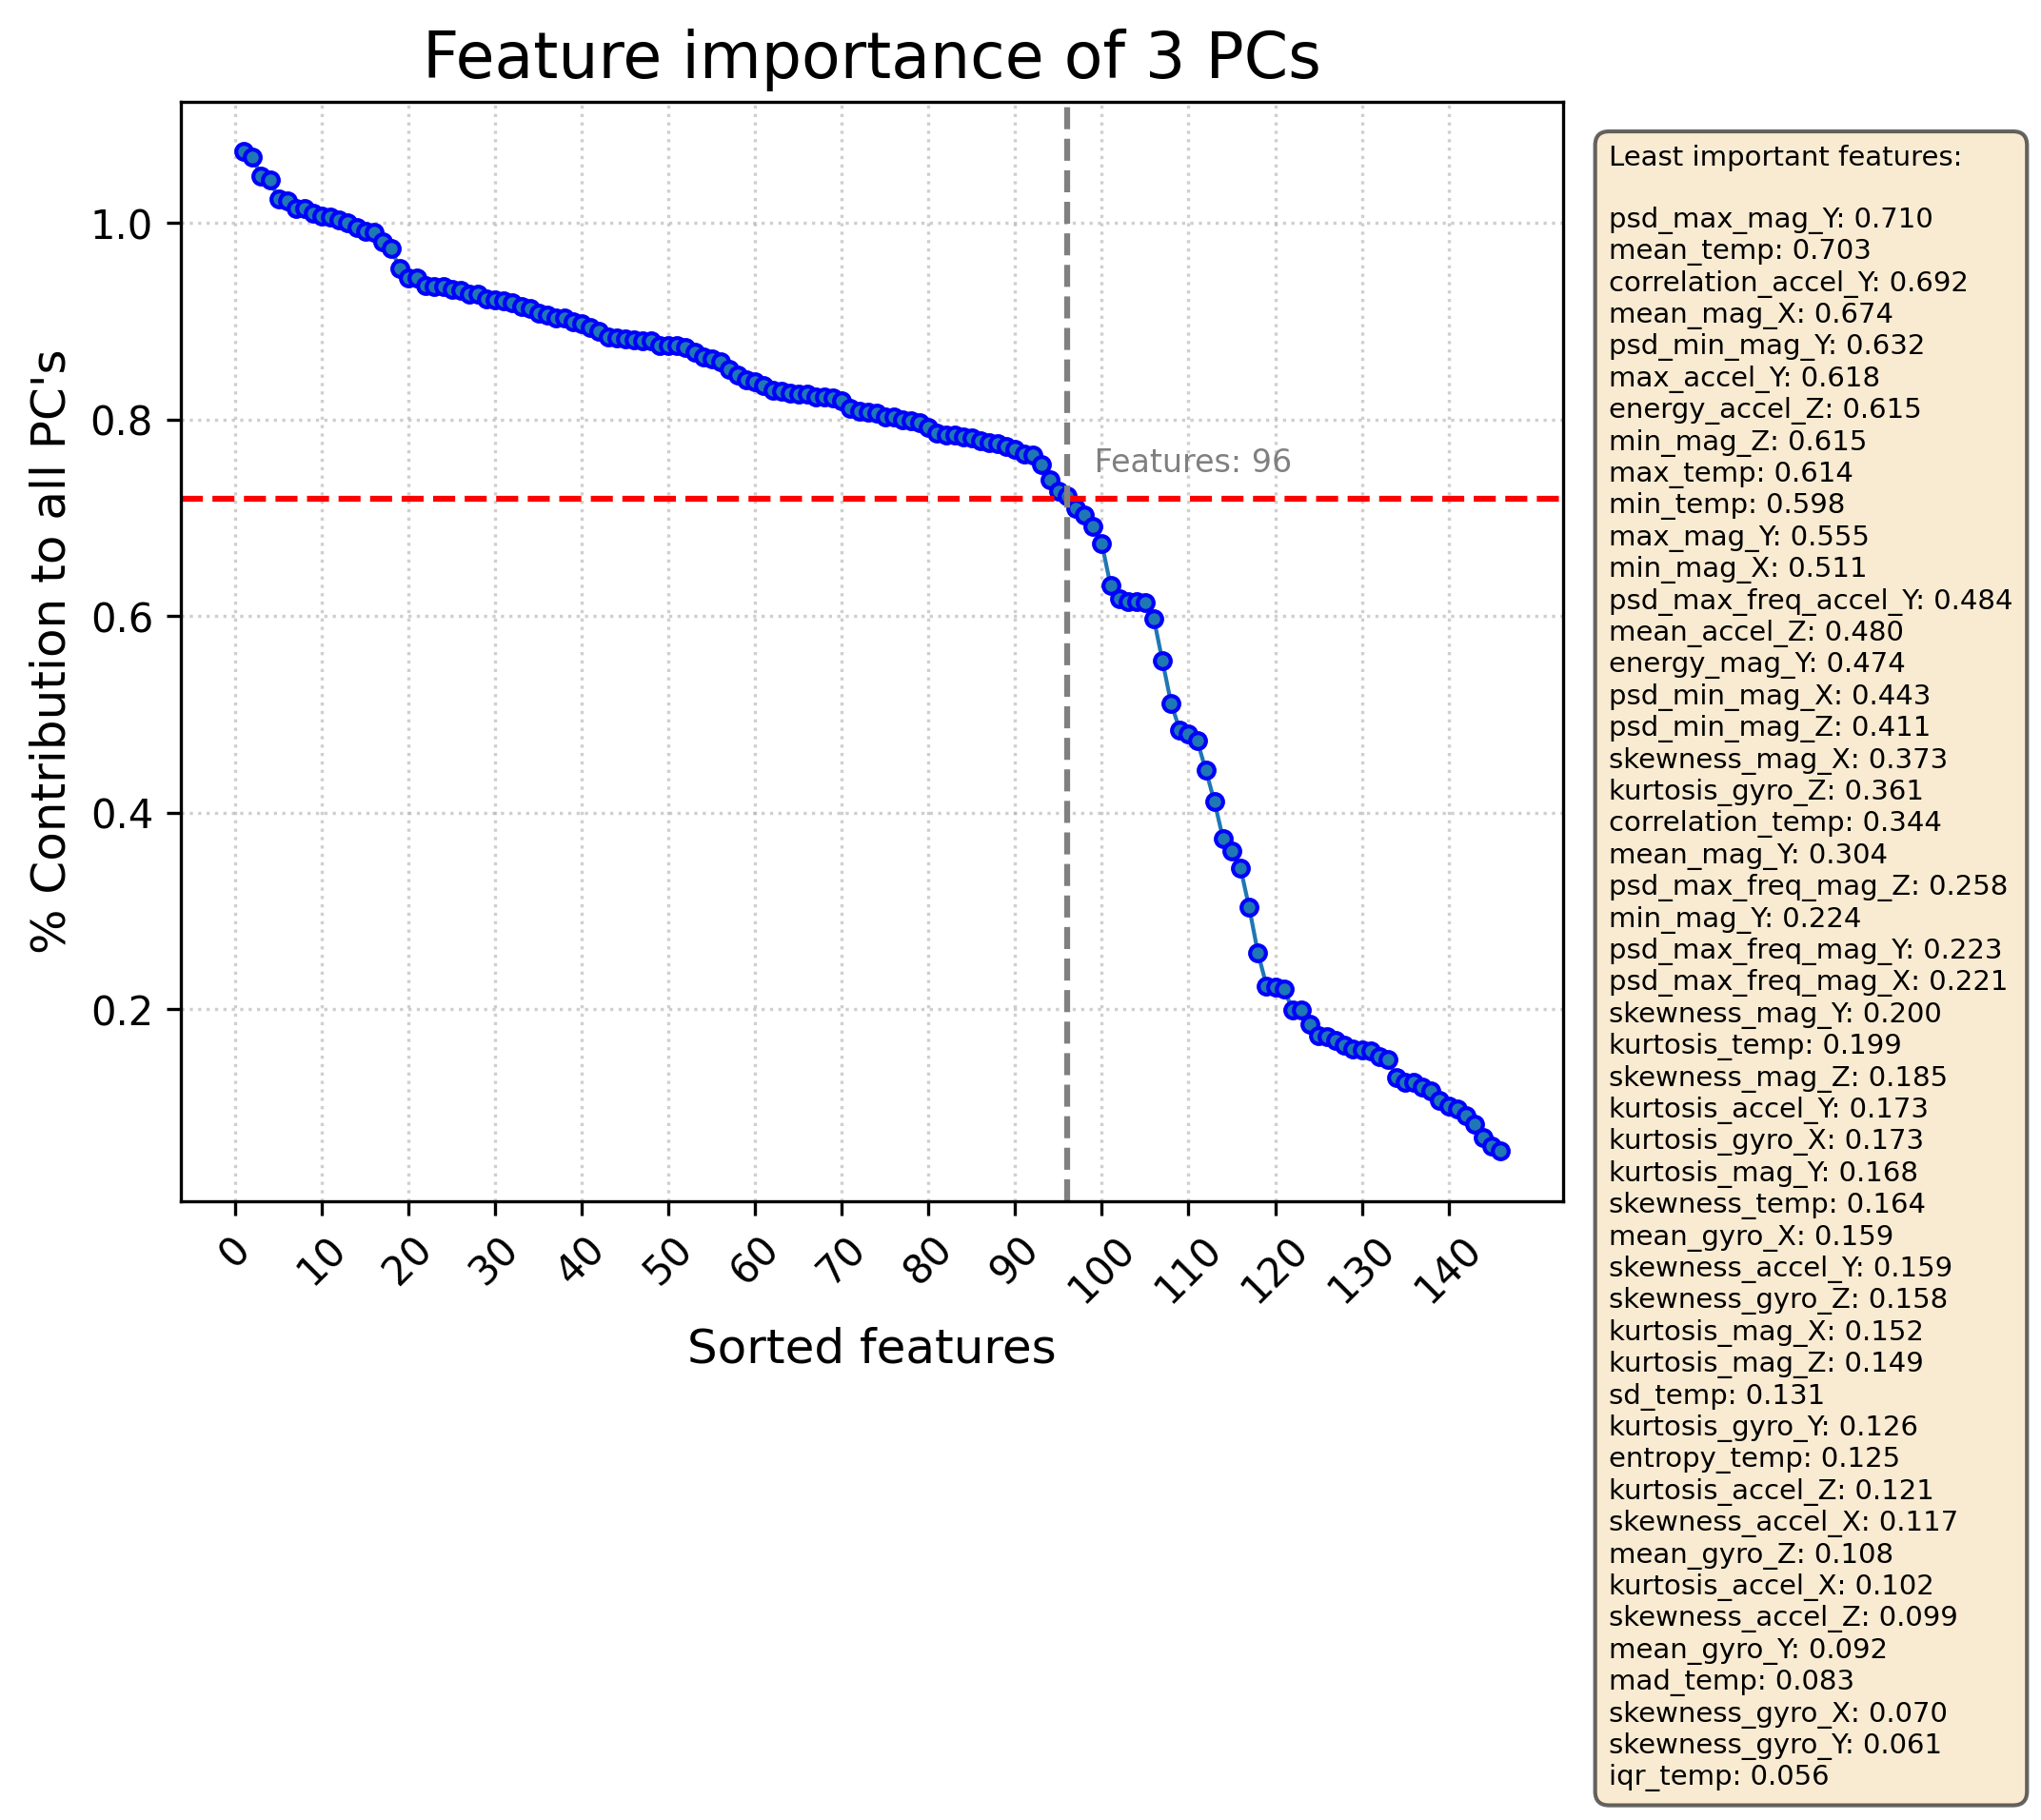 Feature importance of 3 PCs
% Contribution to all PC's
1.0
0.8
0.6
0.4
0.2
Features: 96
0
10
20
30
40
50
60
70
80
90
100
110
120
130
140
Sorted features
Least important features:
psd_max_mag_Y: 0.710
mean_temp: 0.703
correlation_accel_Y: 0.692
mean_mag_X: 0.674
psd_min_mag_Y: 0.632
max_accel_Y: 0.618
energy_accel_Z: 0.615
min_mag_Z: 0.615
max_temp: 0.614
min_temp: 0.598
max_mag_Y: 0.555
min_mag_X: 0.511
psd_max_freq_accel_Y: 0.484
mean_accel_Z: 0.480
energy_mag_Y: 0.474
psd_min_mag_X: 0.443
psd_min_mag_Z: 0.411
skewness_mag_X: 0.373
kurtosis_gyro_Z: 0.361
correlation_temp: 0.344
mean_mag_Y: 0.304
psd_max_freq_mag_Z: 0.258
min_mag_Y: 0.224
psd_max_freq_mag_Y: 0.223
psd_max_freq_mag_X: 0.221
skewness_mag_Y: 0.200
kurtosis_temp: 0.199
skewness_mag_Z: 0.185
kurtosis_accel_Y: 0.173
kurtosis_gyro_X: 0.173
kurtosis_mag_Y: 0.168
skewness_temp: 0.164
mean_gyro_X: 0.159
skewness_accel_Y: 0.159
skewness_gyro_Z: 0.158
kurtosis_mag_X: 0.152
kurtosis_mag_Z: 0.149
sd_temp: 0.131
kurtosis_gyro_Y: 0.126
entropy_temp: 0.125
kurtosis_accel_Z: 0.121
skewness_accel_X: 0.117
mean_gyro_Z: 0.108
kurtosis_accel_X: 0.102
skewness_accel_Z: 0.099
mean_gyro_Y: 0.092
mad_temp: 0.083
skewness_gyro_X: 0.070
skewness_gyro_Y: 0.061
iqr_temp: 0.056